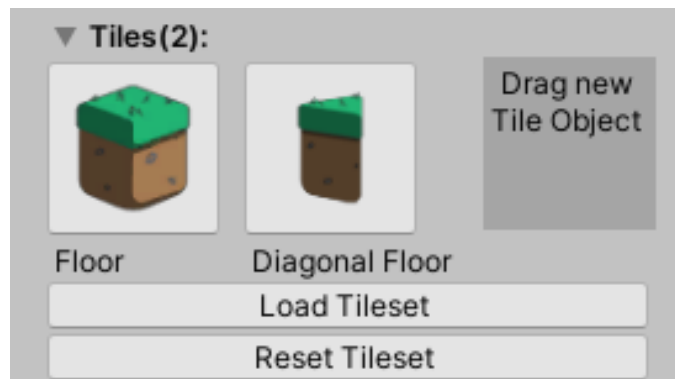 Tiles(2):
Drag new
Tile Object
Floor
Diagonal Floor
Load Tileset
Reset Tileset